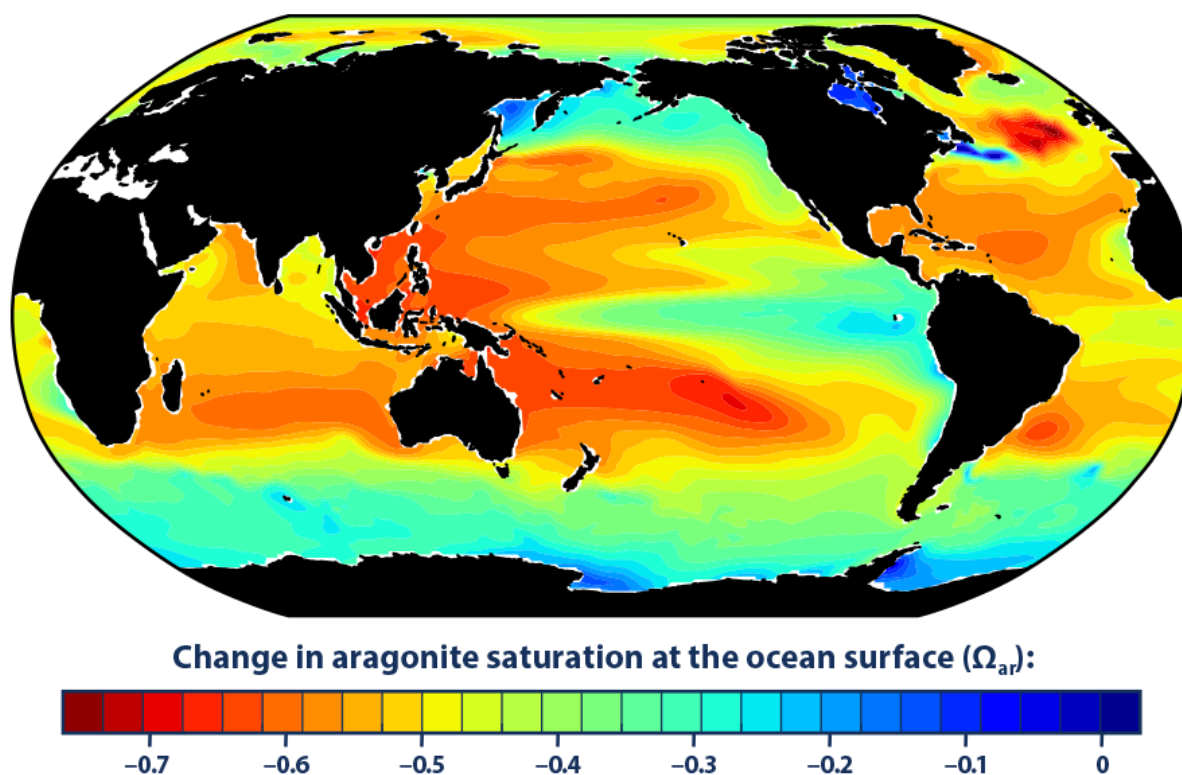 Change in aragonite saturation at the ocean surface (Ωar):
–0.7 –0.6 –0.5 –0.4 –0.3 –0.2 –0.1 0